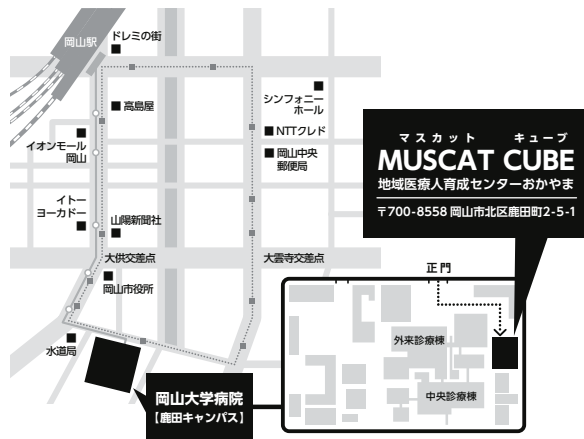 岡山駅
ドレミの街
高島屋
シンフォニー
ホール
NTTクレド
イオンモール
岡山
岡山中央
郵便局
マスカット キューブ
MUSCAT CUBE
地域医療人育成センターおかやま
〒700-8558 岡山市北区鹿田町2-5-1
イトー
ヨーカドー
山陽新聞社
大供交差点
大雲寺交差点
岡山市役所
正門
水道局
外来診療棟
中央診療棟
岡山大学病院
【鹿田キャンパス】